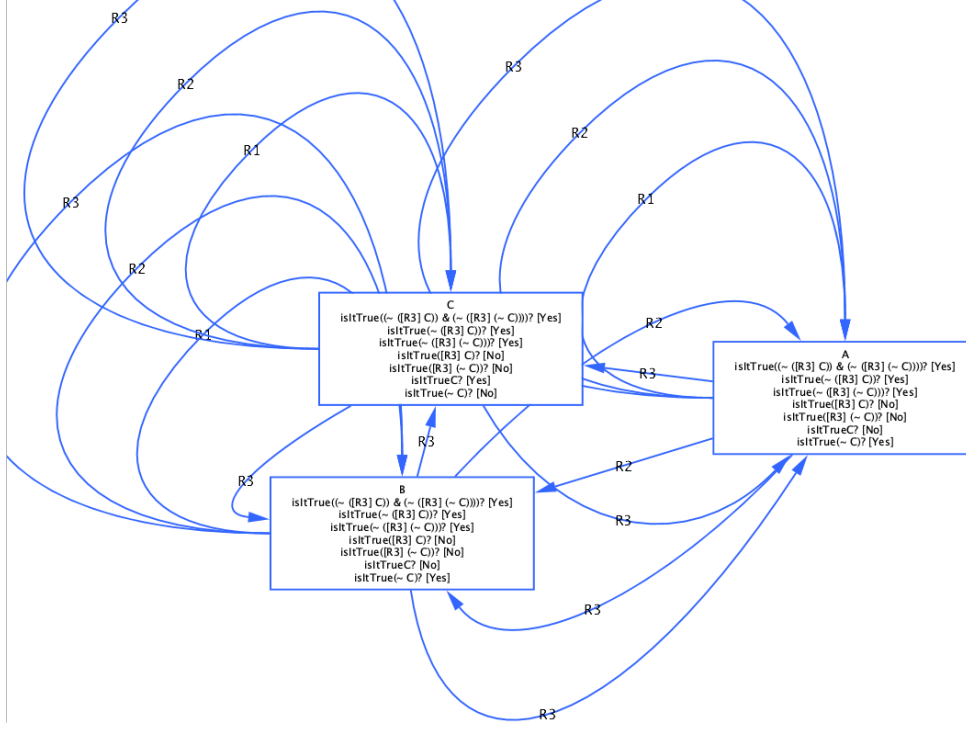 R3
R3
R2
R2
R1
R1
R3
R2
R1
C
isItTrue((~ ([R3] C)) & (~ ([R3] (~ C))))? [Yes]
isItTrue(~ ([R3] C))? [Yes]
isItTrue(~ ([R3] (~ C)))? [Yes]
isItTrue([R3] C)? [No]
isItTrue([R3] (~ C))? [No]
isItTrueC? [Yes]
isItTrue(~ C)? [No]
R2
R3
A
isItTrue((~ ([R3] C)) & (~ ([R3] (~ C))))? [Yes]
isItTrue(~ ([R3] C))? [Yes]
isItTrue(~ ([R3] (~ C)))? [Yes]
isItTrue([R3] C)? [No]
isItTrue([R3] (~ C))? [No]
isItTrueC? [No]
isItTrue(~ C)? [Yes]
R3
R2
R3
B
isItTrue((~ ([R3] C)) & (~ ([R3] (~ C))))? [Yes]
isItTrue(~ ([R3] C))? [Yes]
isItTrue(~ ([R3] (~ C)))? [Yes]
isItTrue([R3] C)? [No]
isItTrue([R3] (~ C))? [No]
isItTrueC? [No]
isItTrue(~ C)? [Yes]
R3
R3
R3